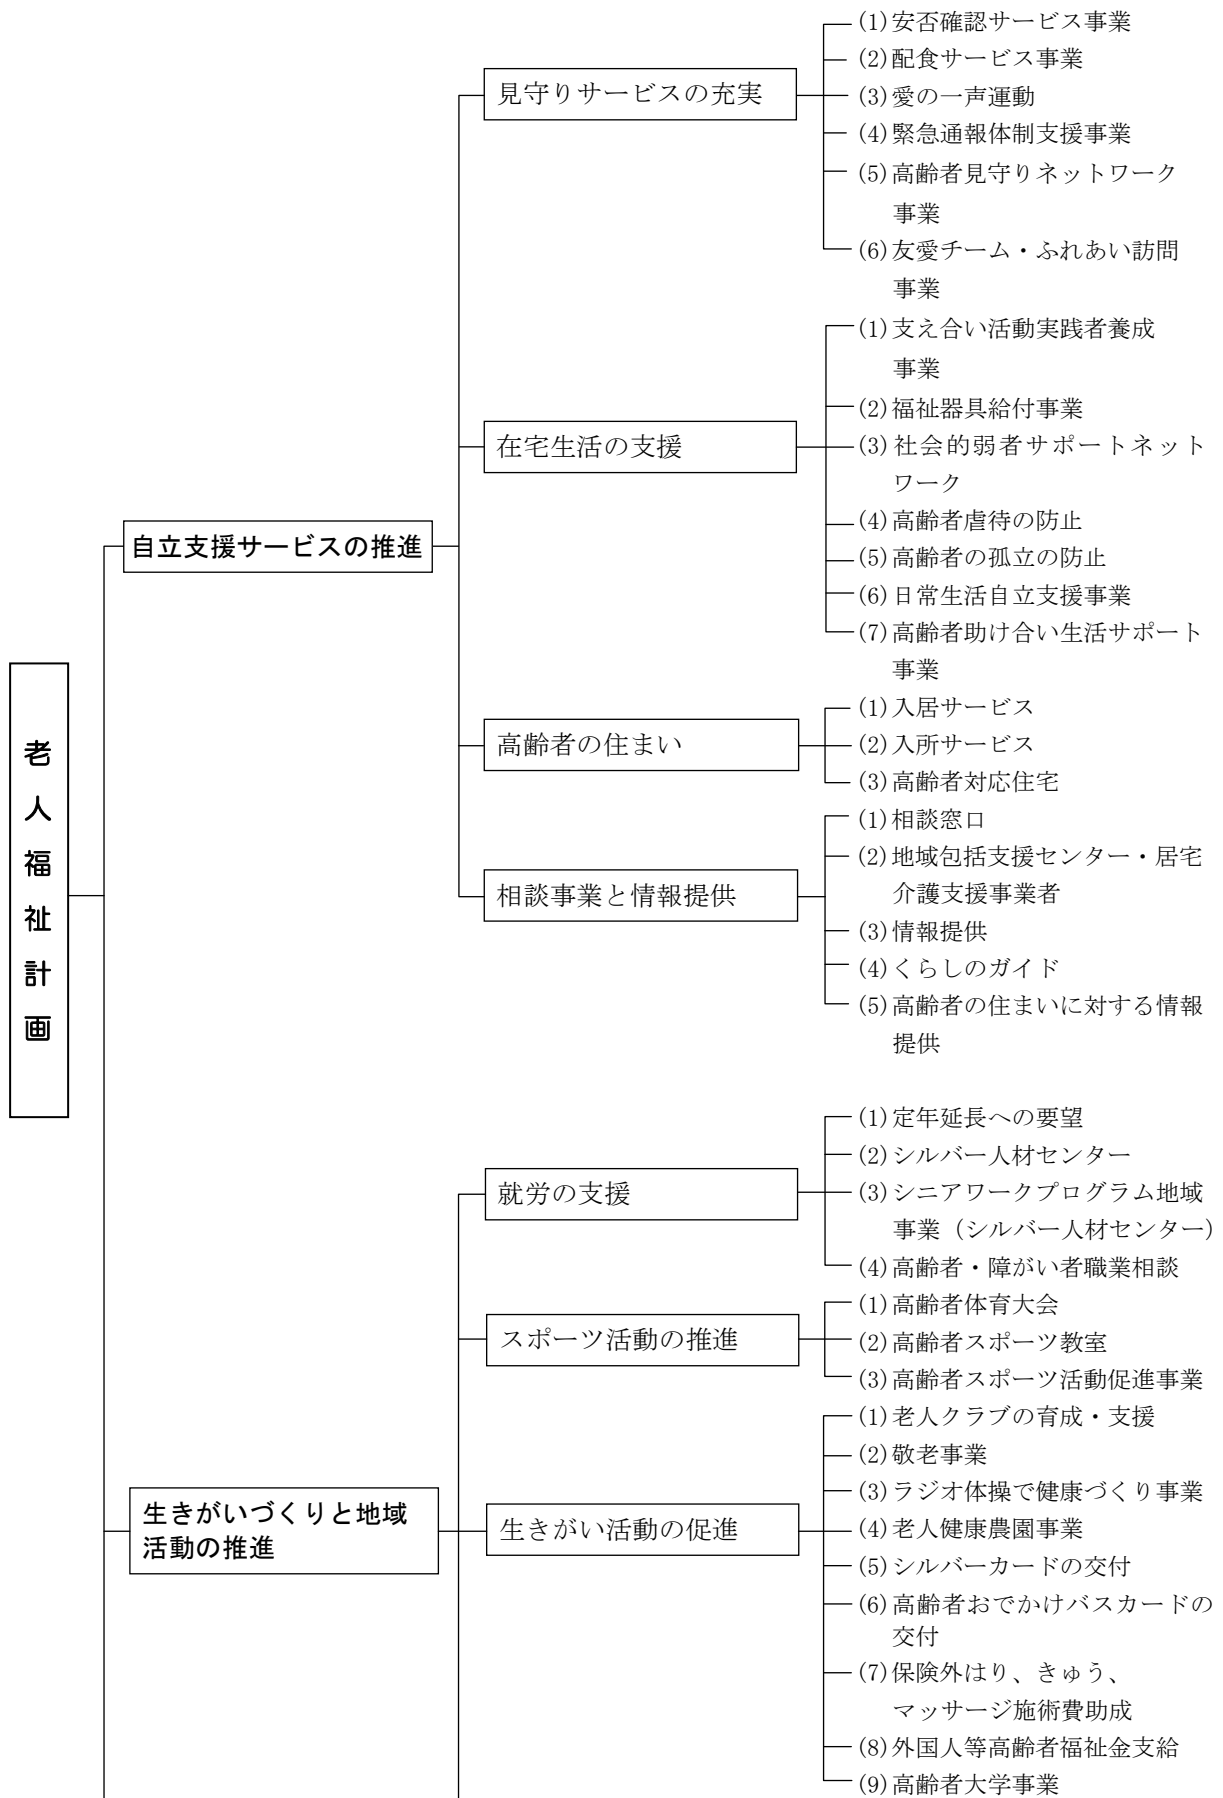 老人福祉計画
自立支援サービスの推進
見守りサービスの充実
(1)安否確認サービス事業
(2)配食サービス事業
(3)愛の一声運動
(4)緊急通報体制支援事業
(5)高齢者見守りネットワーク
事業
(6)友愛チーム・ふれあい訪問
事業
在宅生活の支援
(1)支え合い活動実践者養成
事業
(2)福祉器具給付事業
(3)社会的弱者サポートネット
ワーク
(4)高齢者虐待の防止
(5)高齢者の孤立の防止
(6)日常生活自立支援事業
(7)高齢者助け合い生活サポート
事業
高齢者の住まい
(1)入居サービス
(2)入所サービス
(3)高齢者対応住宅
相談事業と情報提供
(1)相談窓口
(2)地域包括支援センター・居宅
介護支援事業者
(3)情報提供
(4)くらしのガイド
(5)高齢者の住まいに対する情報
提供
生きがいづくりと地域
活動の推進
就労の支援
(1)定年延長への要望
(2)シルバー人材センター
(3)シニアワークプログラム地域
事業（シルバー人材センター）
(4)高齢者・障がい者職業相談
スポーツ活動の推進
(1)高齢者体育大会
(2)高齢者スポーツ教室
(3)高齢者スポーツ活動促進事業
生きがい活動の促進
(1)老人クラブの育成・支援
(2)敬老事業
(3)ラジオ体操で健康づくり事業
(4)老人健康農園事業
(5)シルバーカードの交付
(6)高齢者おでかけバスカードの
交付
(7)保険外はり、きゅう、
マッサージ施術費助成
(8)外国人等高齢者福祉金支給
(9)高齢者大学事業